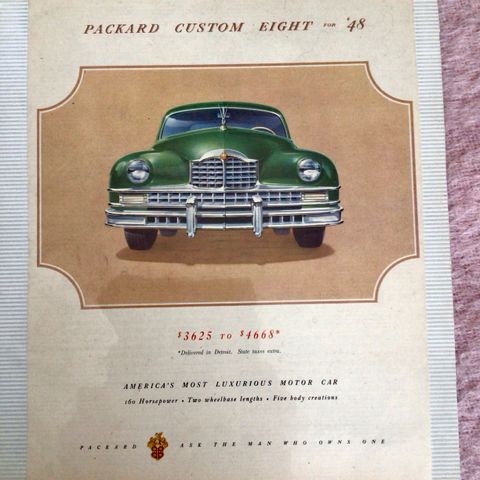 PACKARD CUSTOM EIGHT FOR '48
$3625 TO $4668*
*Delivered in Detroit. State taxes extra.
AMERICA'S MOST LUXURIOUS MOTOR CAR
160 Horsepower • Two wheelbase lengths • Five body creations
PACKARD ASK THE MAN WHO OWNS ONE